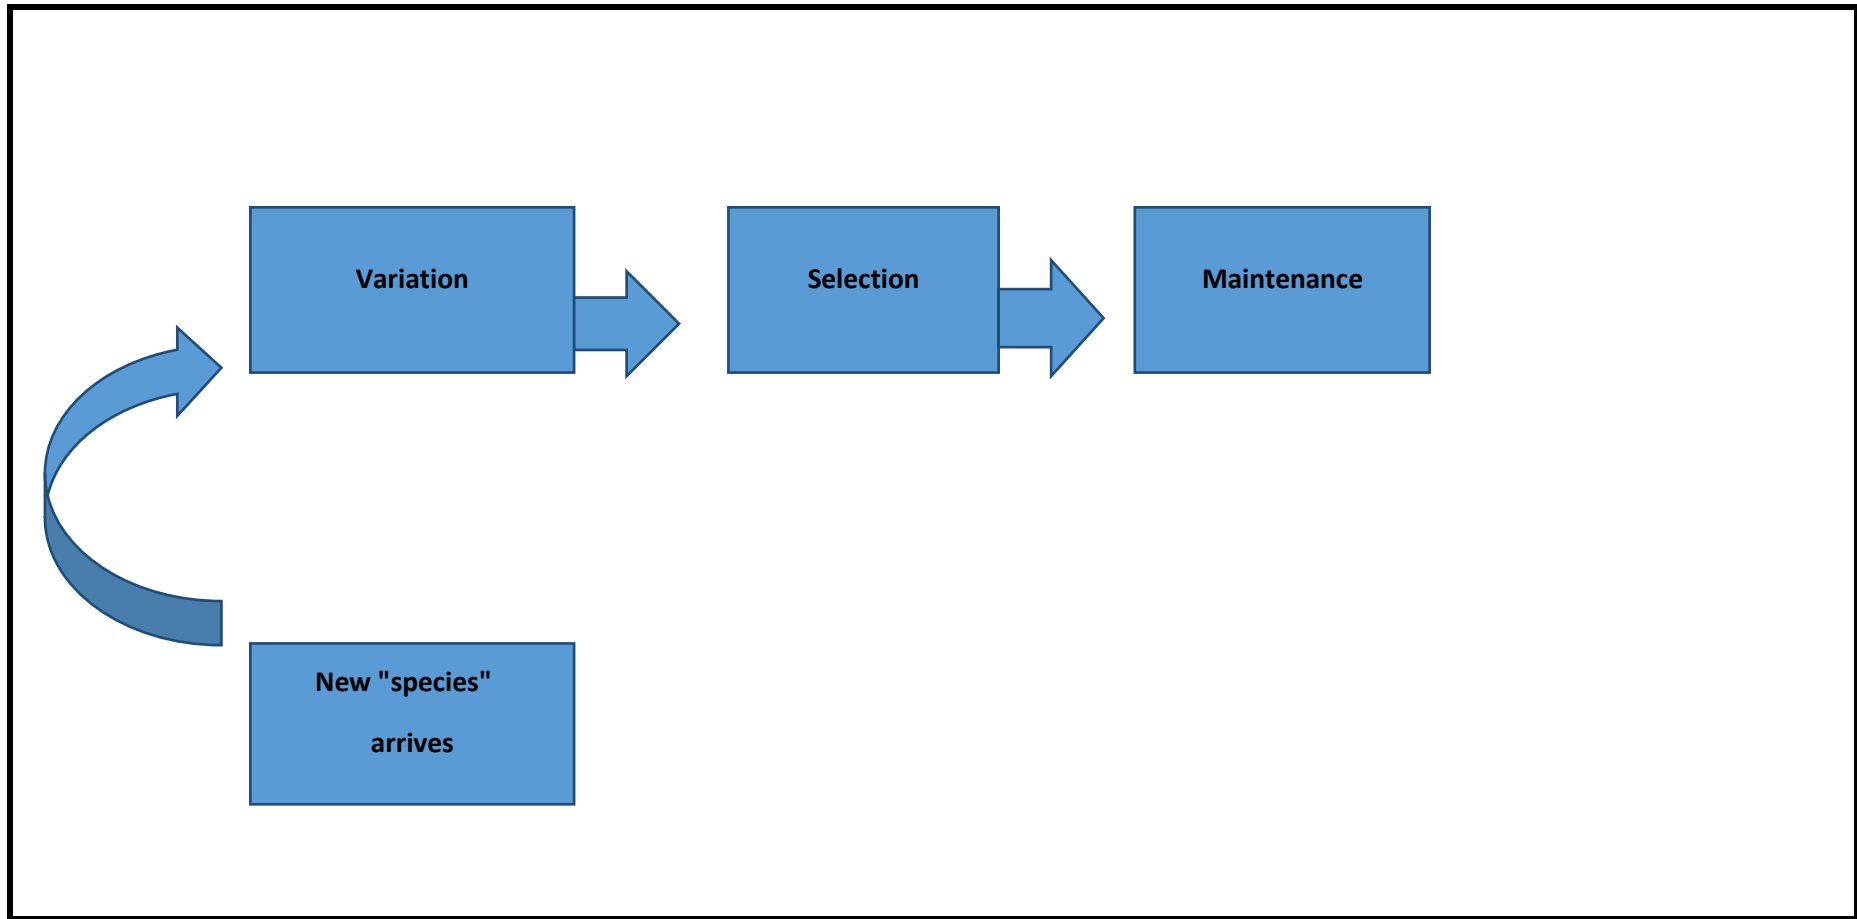 Variation
Selection
Maintenance
New "species"
arrives